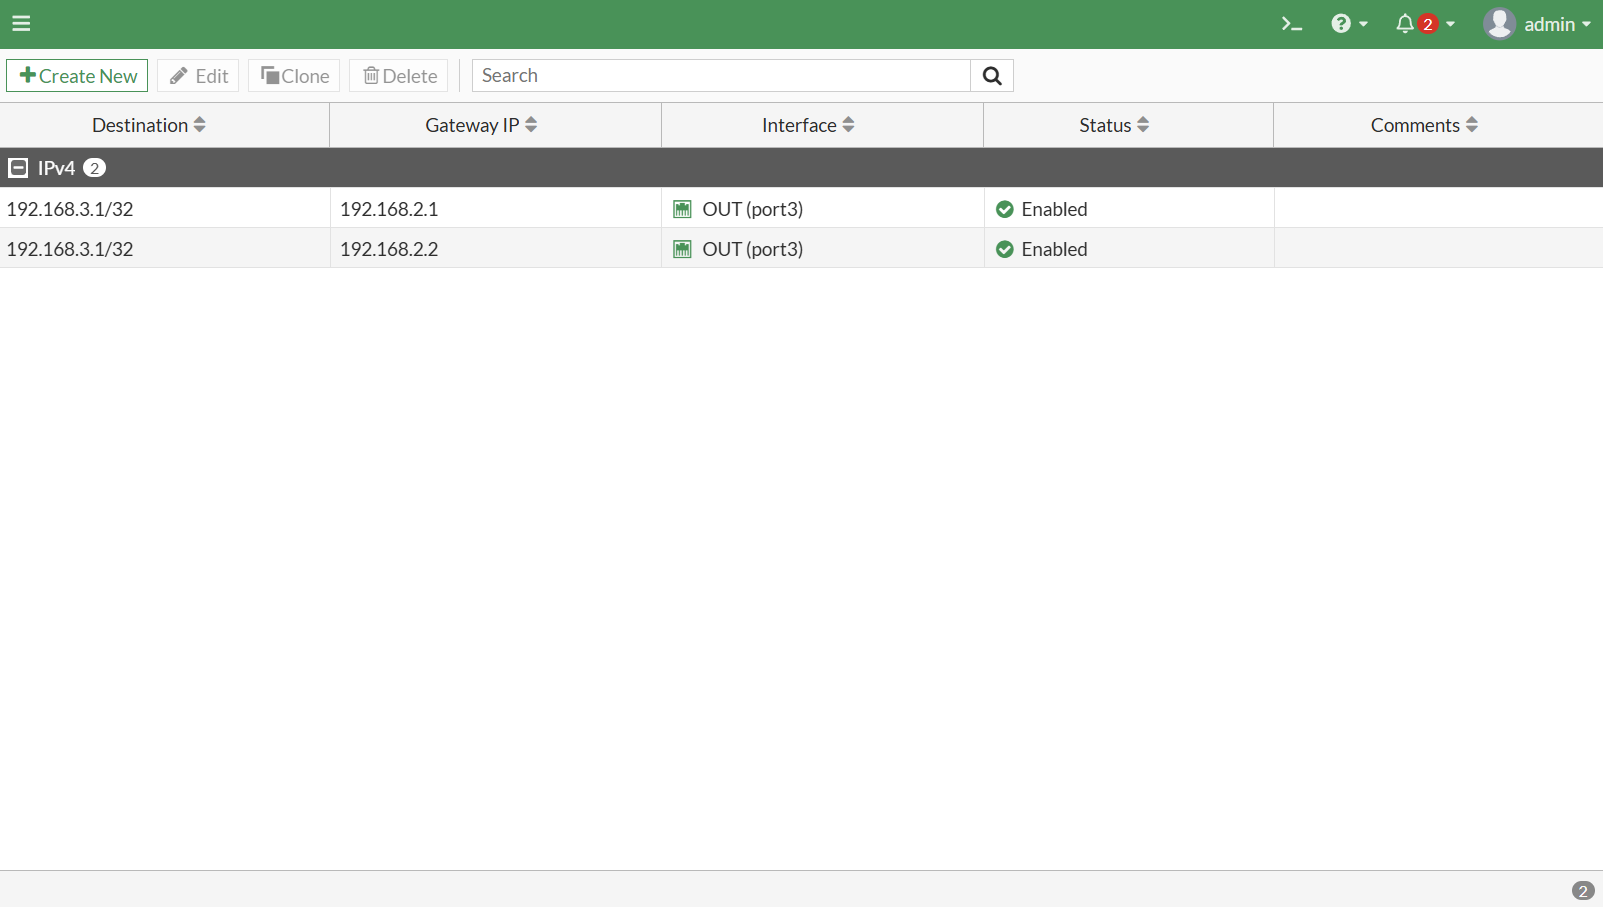 2 admin
Create New Edit Clone Delete Search
Destination Gateway IP Interface Status Comments
IPv4 2
192.168.3.1/32 192.168.2.1 OUT (port3) Enabled
192.168.3.1/32 192.168.2.2 OUT (port3) Enabled
2